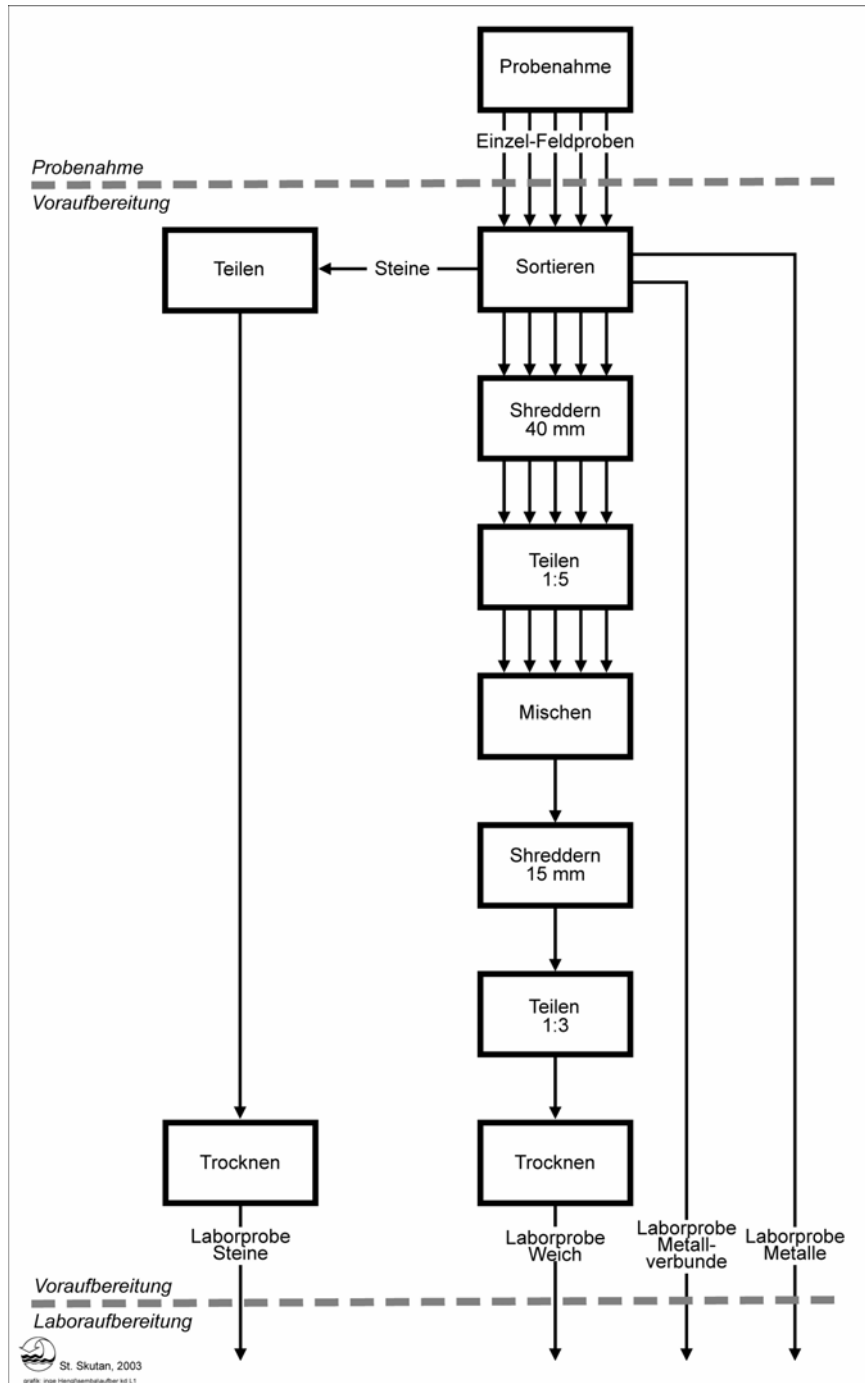 Probenahme
Einzel-Feldproben
Probenahme
Voraufbereitung
Teilen
Steine
Sortieren
Shreddern
40 mm
Teilen
1:5
Mischen
Shreddern
15 mm
Teilen
1:3
Trocknen
Trocknen
Laborprobe
Steine
Laborprobe
Weich
Laborprobe
Metall-
verbunde
Laborprobe
Metalle
Voraufbereitung
Laboraufbereitung
St. Skutan, 2003
grafik: